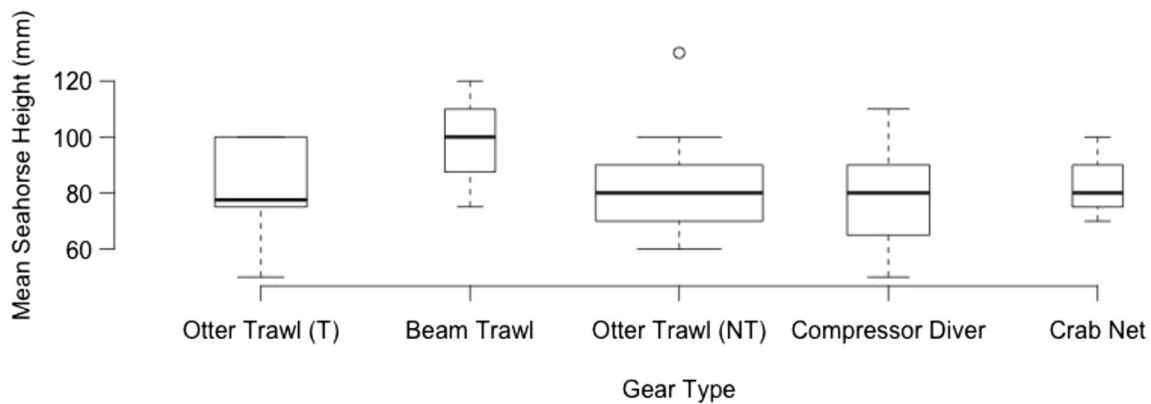 Mean Seahorse Height (mm)
120
100
80
60
Otter Trawl (T) Beam Trawl Otter Trawl (NT) Compressor Diver Crab Net
Gear Type